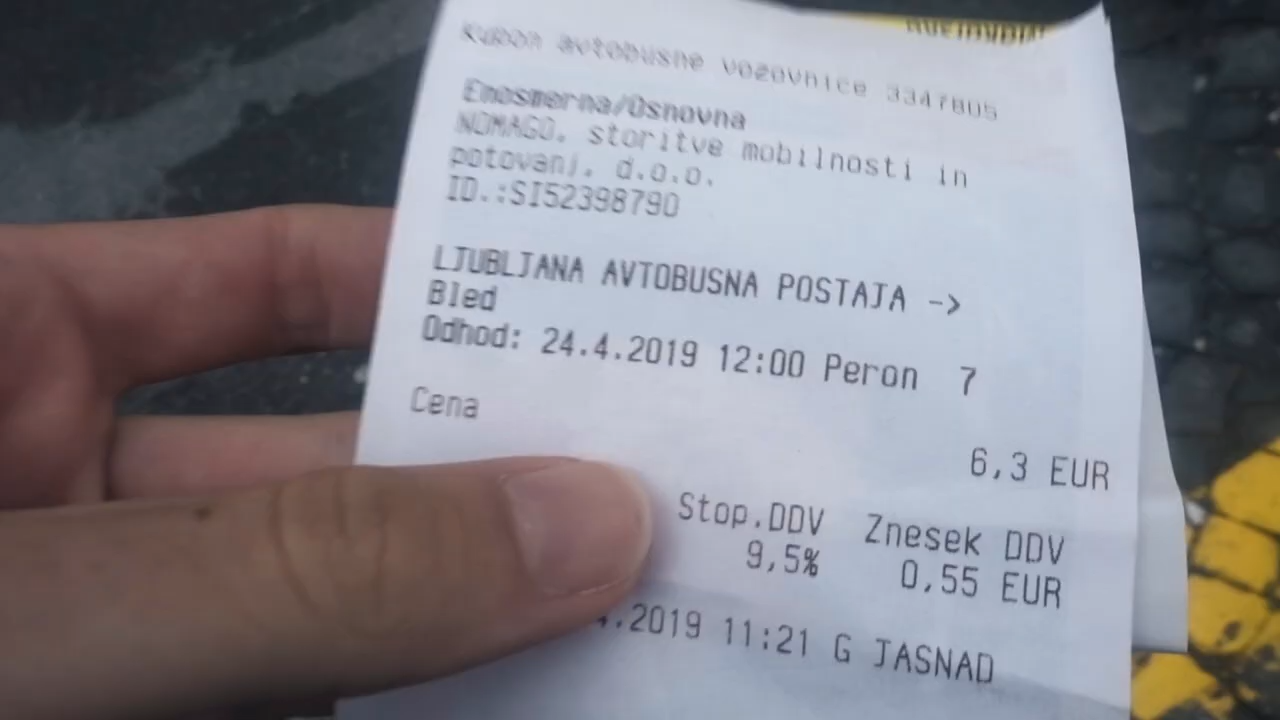 Kupon avtobusne vozovnice 3347805
Enosmerna/Osnovna
NOMAGO, storitve mobilnosti in
potovanj, d.o.o.
ID.:SI52398790
LJUBLJANA AVTOBUSNA POSTAJA ->
Bled
Odhod: 24.4.2019 12:00 Peron 7
Cena
6,3 EUR
Stop.DDV Znesek DDV
9,5% 0,55 EUR
4.2019 11:21 G JASNAD